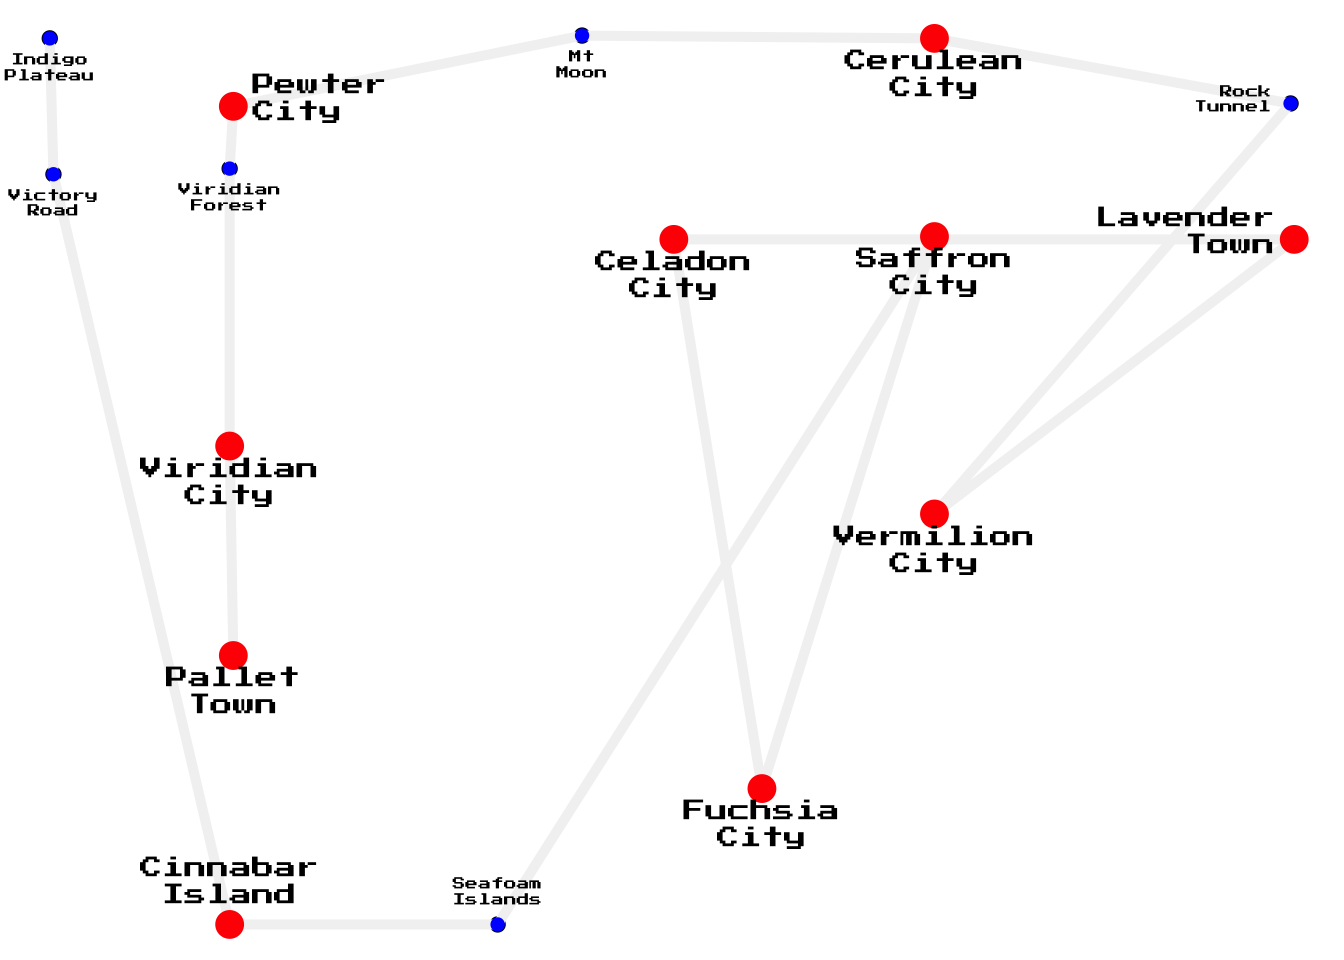 Indigo
Plateau
Pewter
City
Mt
Moon
Cerulean
City
Rock
Tunnel
Victory
Road
Viridian
Forest
Celadon
City
Saffron
City
Lavender
Town
Viridian
City
Vermilion
City
Pallet
Town
Fuchsia
City
Cinnabar
Island
Seafoam
Islands